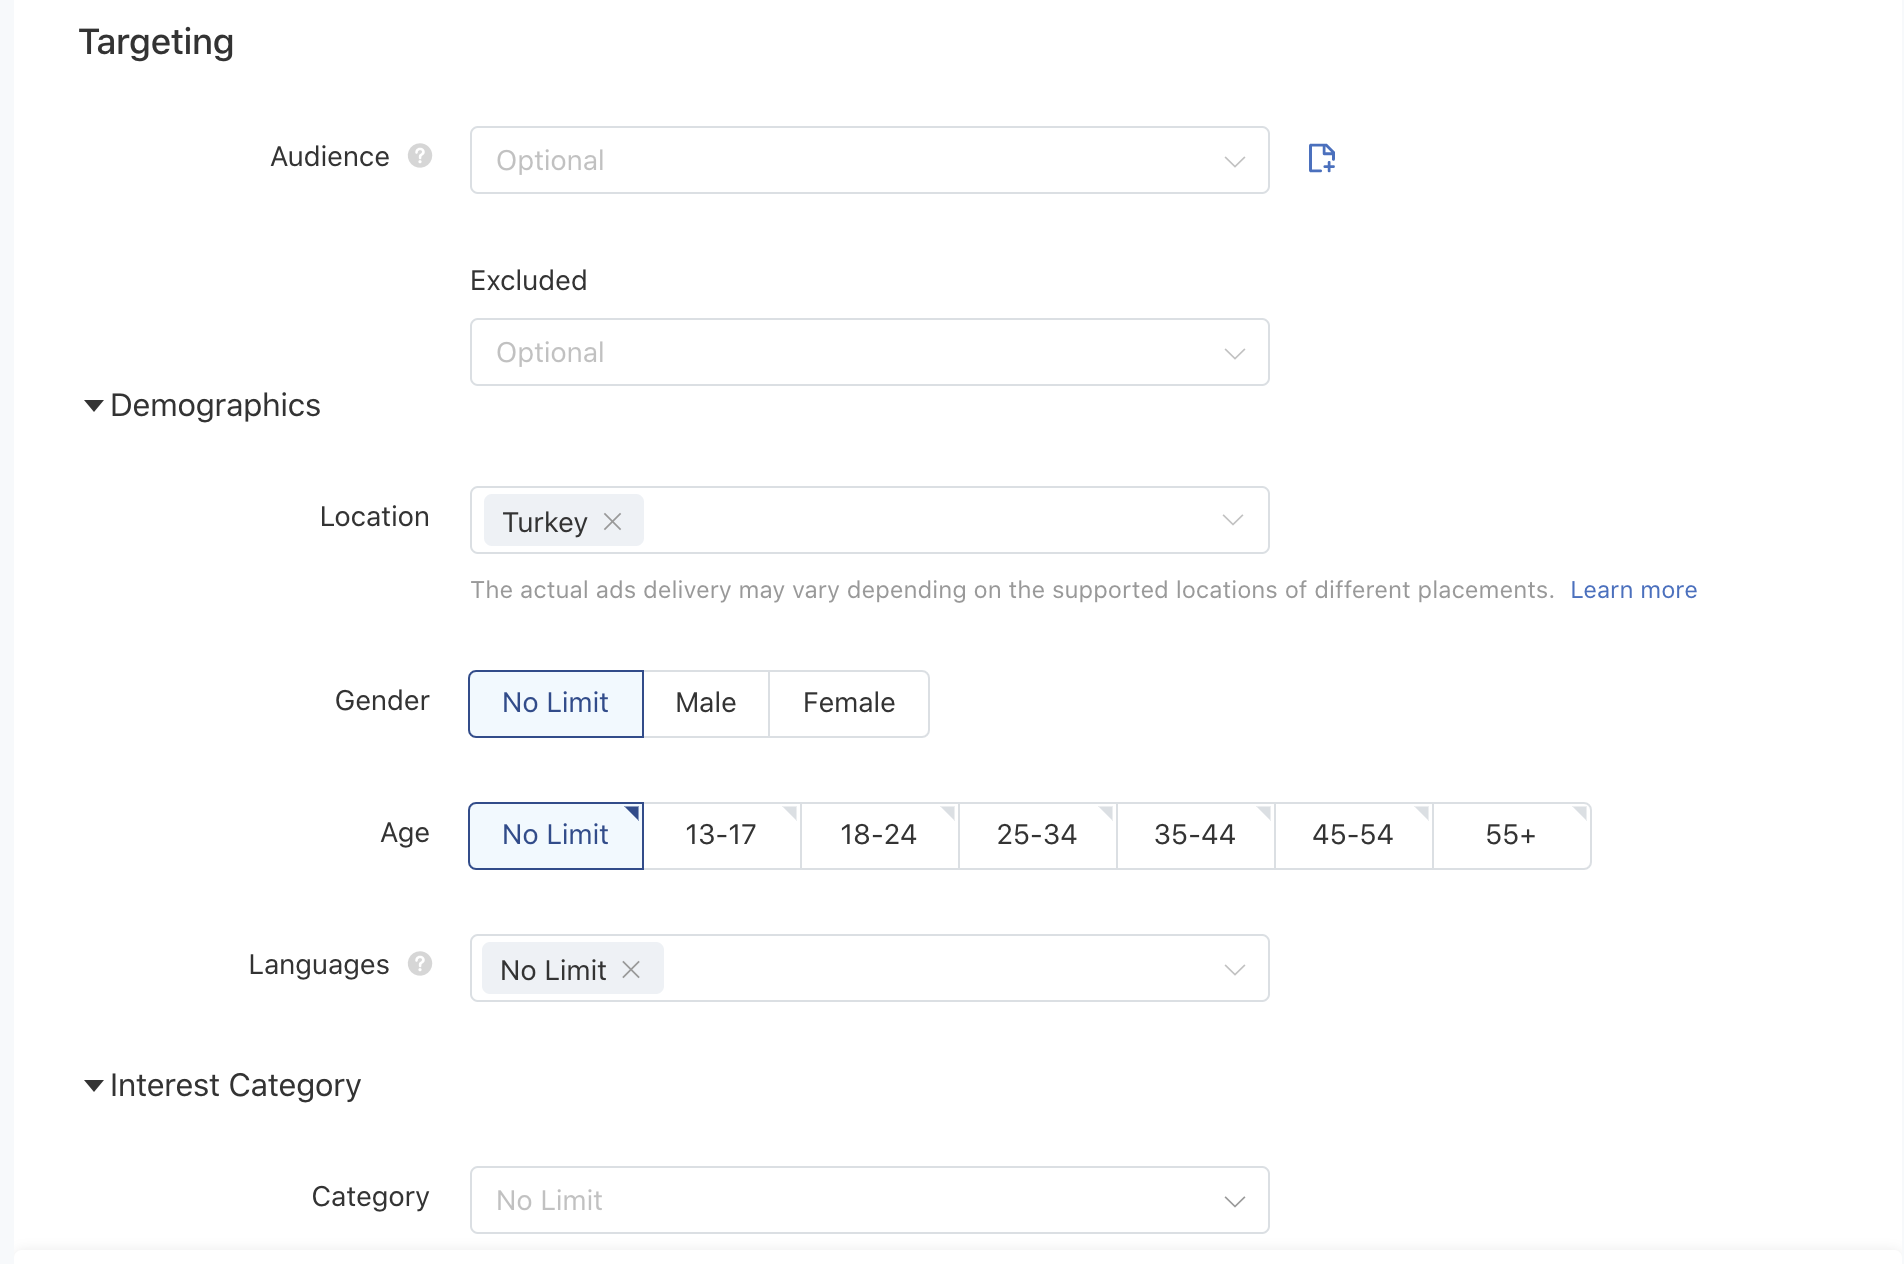 Targeting
Audience ? Optional
Excluded
Optional
Demographics
Location Turkey
The actual ads delivery may vary depending on the supported locations of different placements. Learn more
Gender No Limit Male Female
Age No Limit 13-17 18-24 25-34 35-44 45-54 55+
Languages ? No Limit
Interest Category
Category No Limit